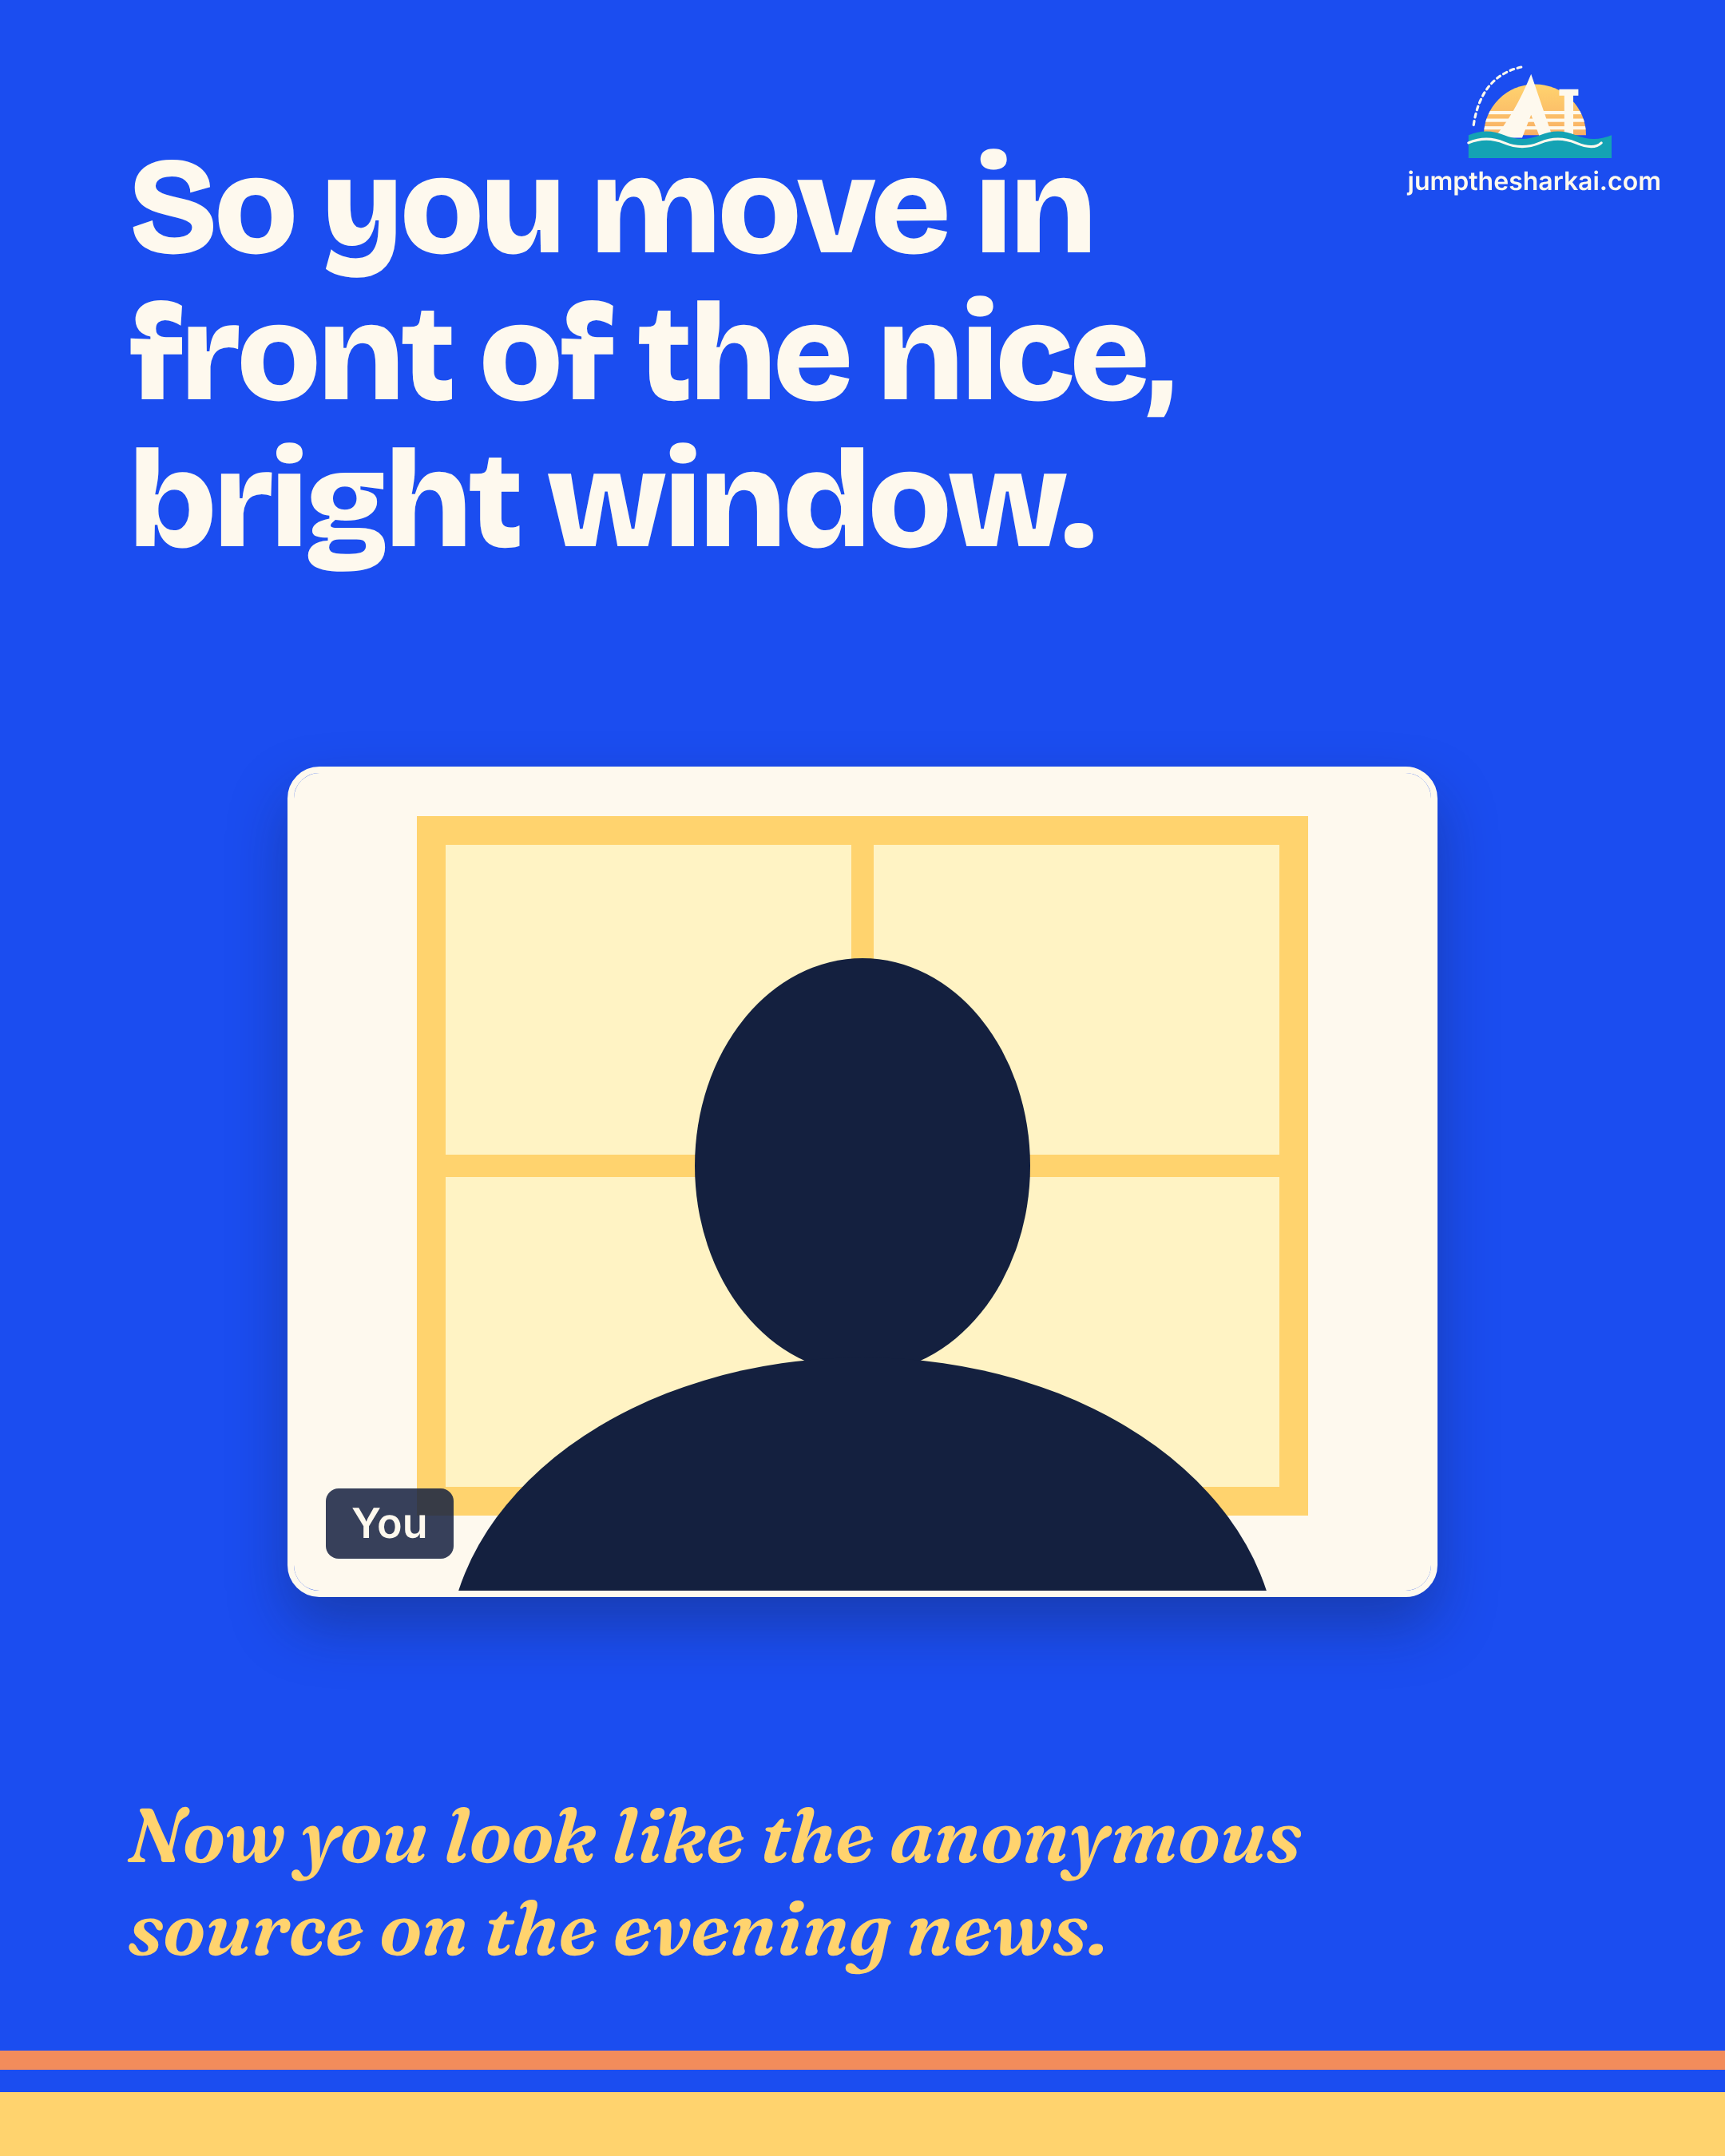 AI
jumpthesharkai.com
So you move in
front of the nice,
bright window.
You
Now you look like the anonymous
source on the evening news.